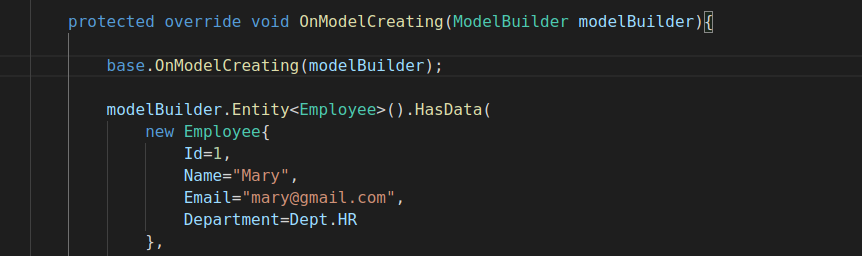 protected override void OnModelCreating(ModelBuilder modelBuilder){
base.OnModelCreating(modelBuilder);
modelBuilder.Entity<Employee>().HasData(
new Employee{
Id=1,
Name="Mary",
Email="mary@gmail.com",
Department=Dept.HR
},